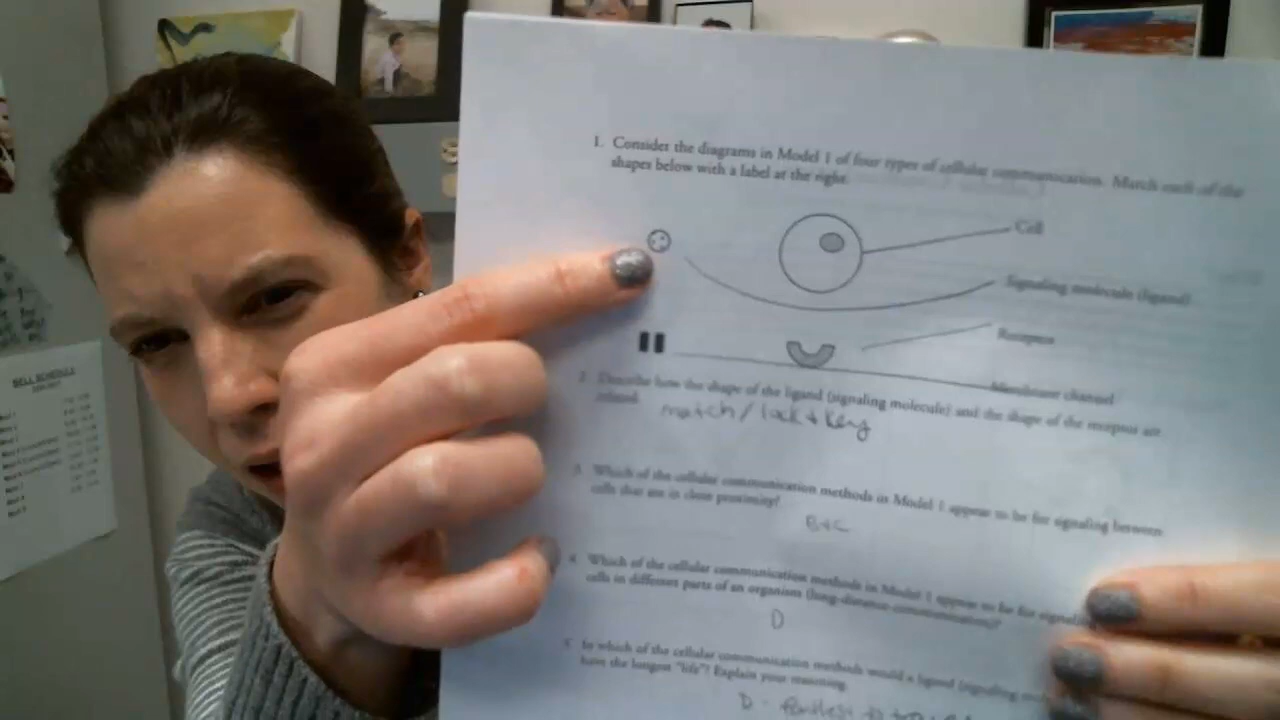 1. Consider the diagrams in Model 1 of four types of cellular communication. Match each of the
shapes below with a label at the right.
Cell
Signaling molecule (ligand)
Receptor
Membrane channel
2. Describe how the shape of the ligand (signaling molecule) and the shape of the receptor are
related.
match / lock + key
3. Which of the cellular communication methods in Model 1 appear to be for signaling between
cells that are in close proximity?
B+C
4. Which of the cellular communication methods in Model 1 appear to be for
cells in different parts of an organism (long-distance communication)?
D
5. In which of the cellular communication methods would a ligand (signaling
have the longest "life"? Explain your reasoning.
D - farthest to
BELL SCHEDULE